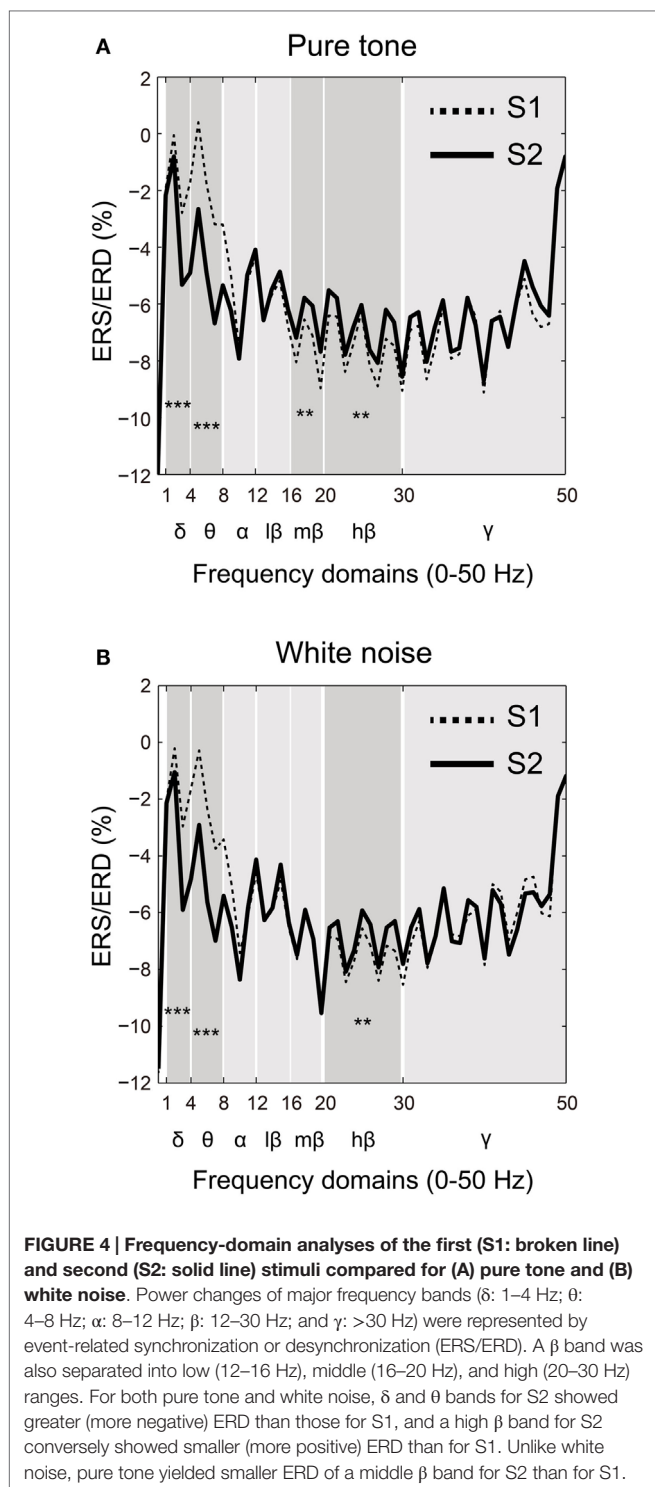 A
Pure tone
2
0
−2
−4
−6
−8
−10
−12
ERS/ERD (%)
S1
S2
***
***
**
**
1 4 8 12 16 20 30 50
δ θ α lβ mβ hβ γ
Frequency domains (0-50 Hz)
B
White noise
2
0
−2
−4
−6
−8
−10
−12
ERS/ERD (%)
S1
S2
***
***
**
1 4 8 12 16 20 30 50
δ θ α lβ mβ hβ γ
Frequency domains (0-50 Hz)
FIGURE 4 | Frequency-domain analyses of the first (S1: broken line)
and second (S2: solid line) stimuli compared for (A) pure tone and (B)
white noise. Power changes of major frequency bands (δ: 1–4 Hz; θ:
4–8 Hz; α: 8–12 Hz; β: 12–30 Hz; and γ: >30 Hz) were represented by
event-related synchronization or desynchronization (ERS/ERD). A β band was
also separated into low (12–16 Hz), middle (16–20 Hz), and high (20–30 Hz)
ranges. For both pure tone and white noise, δ and θ bands for S2 showed
greater (more negative) ERD than those for S1, and a high β band for S2
conversely showed smaller (more positive) ERD than for S1. Unlike white
noise, pure tone yielded smaller ERD of a middle β band for S2 than for S1.